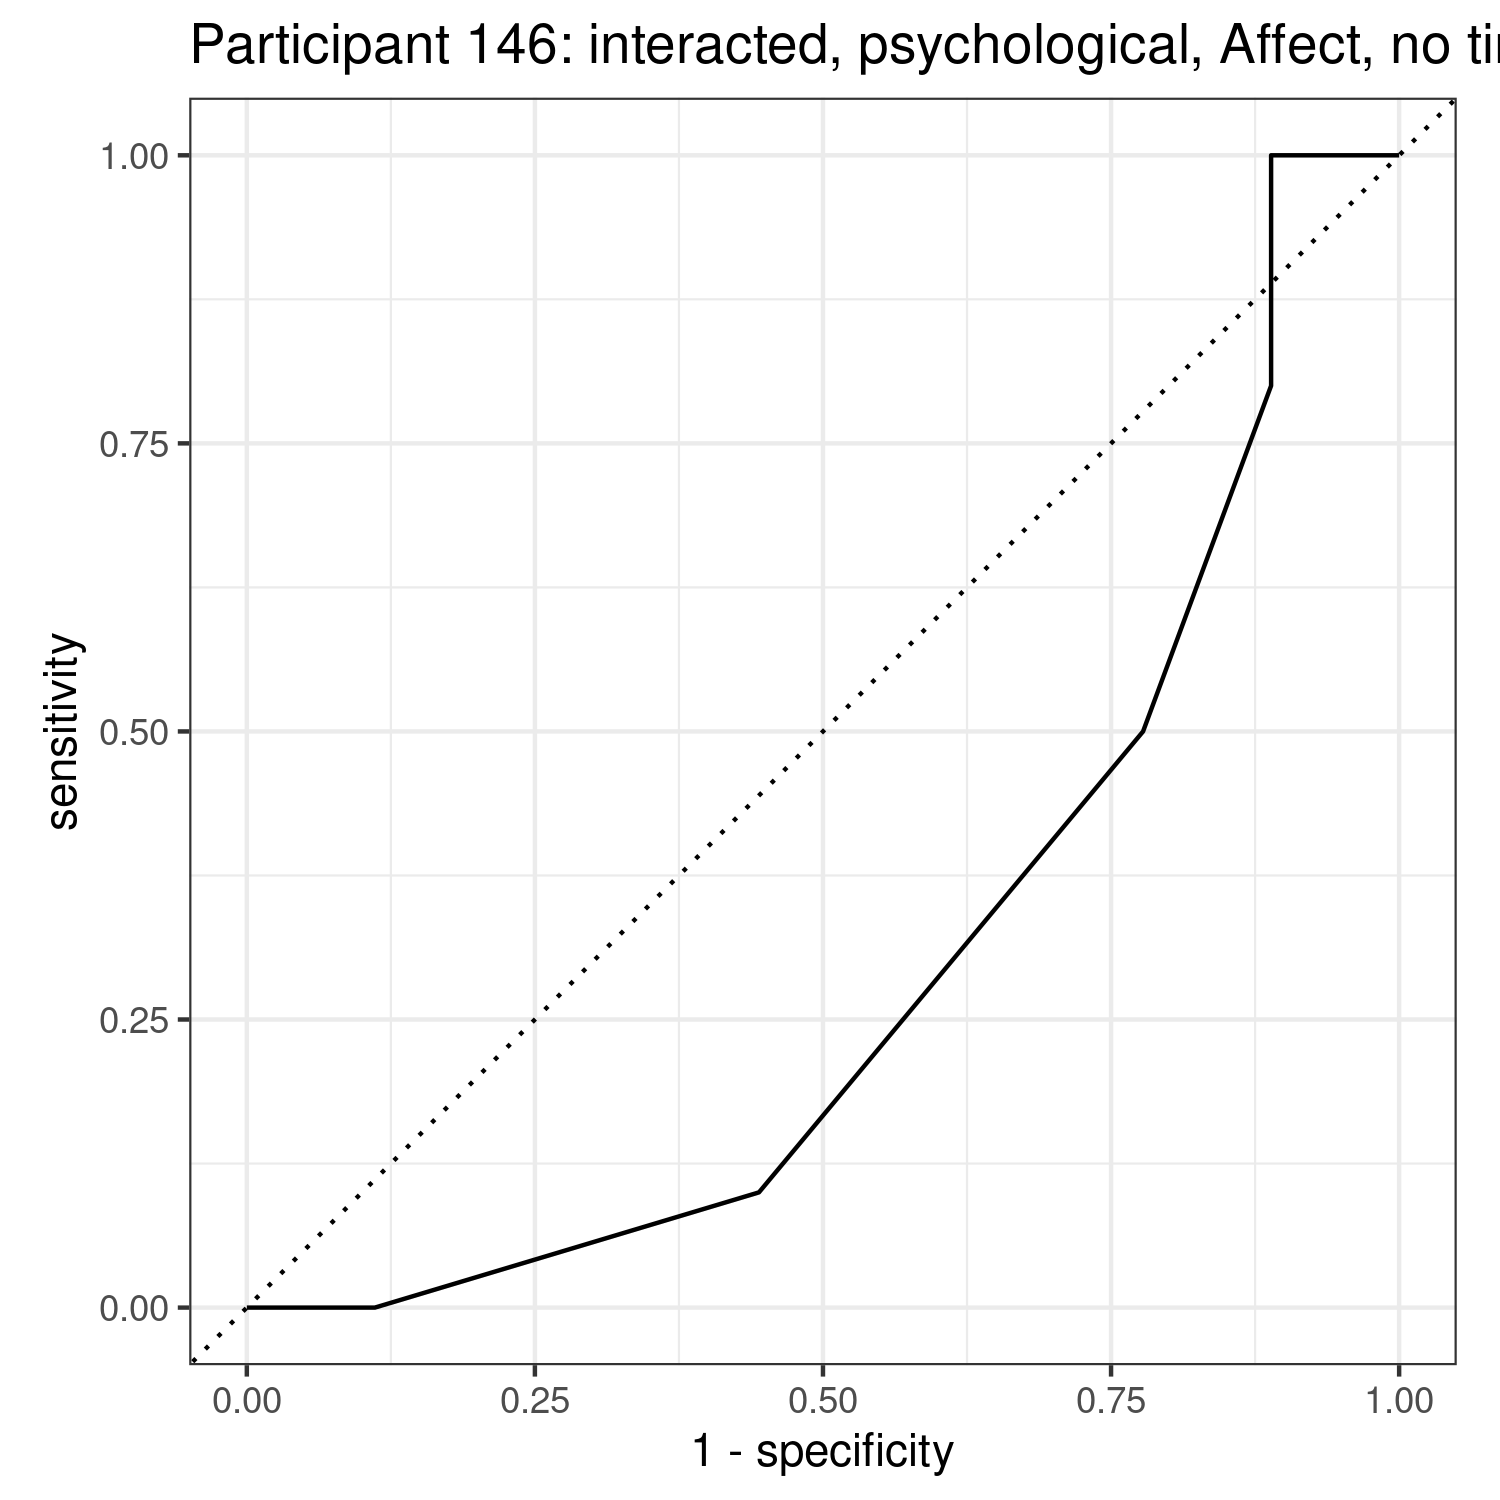 Participant 146: interacted, psychological, Affect, no
1.00
0.75
0.50
0.25
0.00
sensitivity
0.00 0.25 0.50 0.75 1.00
1 - specificity